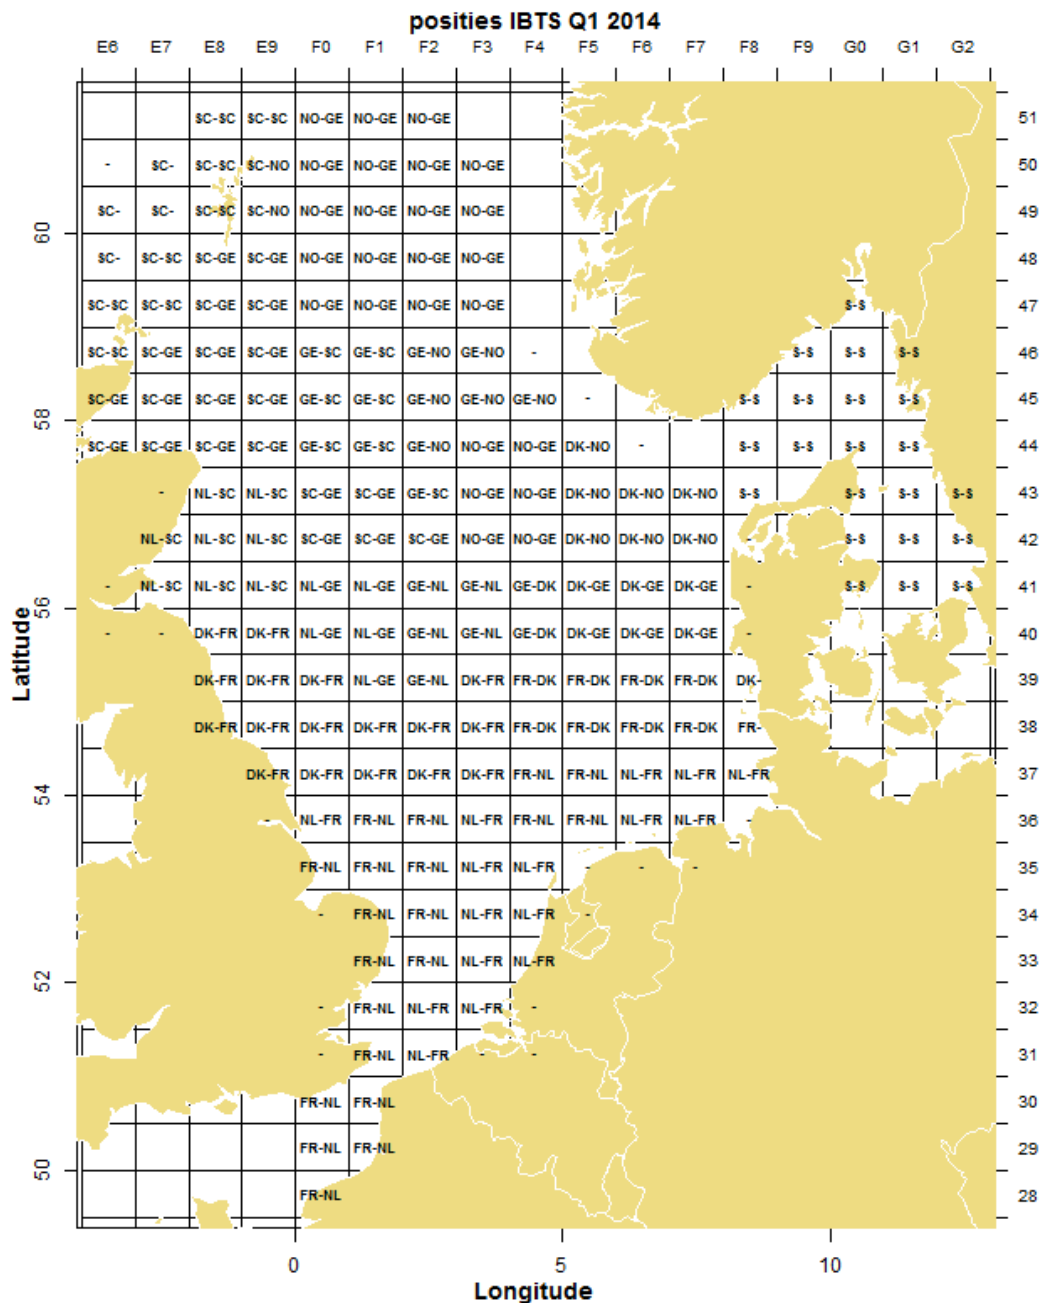 posities IBTS Q1 2014
E6 E7 E8 E9 F0 F1 F2 F3 F4 F5 F6 F7 F8 F9 G0 G1 G2
SC-SC SC-SC NO-GE NO-GE NO-GE 51
- SC- SC-SC SC-NO NO-GE NO-GE NO-GE NO-GE 50
SC- SC- SC-SC SC-NO NO-GE NO-GE NO-GE NO-GE 49
60
SC- SC-SC SC-GE SC-GE NO-GE NO-GE NO-GE NO-GE 48
SC-SC SC-SC SC-GE SC-GE NO-GE NO-GE NO-GE NO-GE S-S 47
SC-SC SC-GE SC-GE SC-GE GE-SC GE-SC GE-NO GE-NO - S-S S-S S-S 46
SC-GE SC-GE SC-GE SC-GE GE-SC GE-SC GE-NO GE-NO GE-NO - S-S S-S S-S S-S 45
58
SC-GE SC-GE SC-GE SC-GE GE-SC GE-SC GE-NO NO-GE NO-GE DK-NO - S-S S-S S-S S-S 44
- NL-SC NL-SC SC-GE SC-GE GE-SC NO-GE NO-GE DK-NO DK-NO DK-NO S-S S-S S-S S-S 43
NL-SC NL-SC NL-SC SC-GE SC-GE SC-GE NO-GE NO-GE DK-NO DK-NO DK-NO - S-S S-S S-S 42
- NL-SC NL-SC NL-SC NL-GE NL-GE GE-NL GE-NL GE-DK DK-GE DK-GE DK-GE - S-S S-S S-S 41
56
- - DK-FR DK-FR NL-GE NL-GE GE-NL GE-NL GE-DK DK-GE DK-GE DK-GE - 40
Latitude
DK-FR DK-FR DK-FR NL-GE GE-NL DK-FR FR-DK FR-DK FR-DK FR-DK DK- 39
DK-FR DK-FR DK-FR DK-FR DK-FR DK-FR FR-DK FR-DK FR-DK FR-DK FR- 38
DK-FR DK-FR DK-FR DK-FR DK-FR FR-NL FR-NL NL-FR NL-FR NL-FR 37
54
- NL-FR FR-NL FR-NL NL-FR FR-NL FR-NL NL-FR NL-FR - 36
FR-NL FR-NL FR-NL NL-FR NL-FR - - - 35
- FR-NL FR-NL NL-FR NL-FR - 34
FR-NL FR-NL NL-FR NL-FR 33
52
- FR-NL NL-FR NL-FR - 32
- FR-NL NL-FR - - 31
FR-NL FR-NL 30
FR-NL FR-NL 29
50
FR-NL 28
0 5 10
Longitude